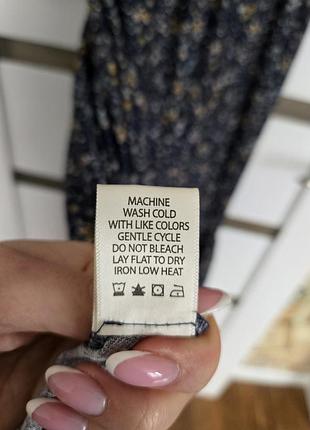 MACHINE
WASH COLD
WITH LIKE COLORS
GENTLE CYCLE
DO NOT BLEACH
LAY FLAT TO DRY
IRON LOW HEAT